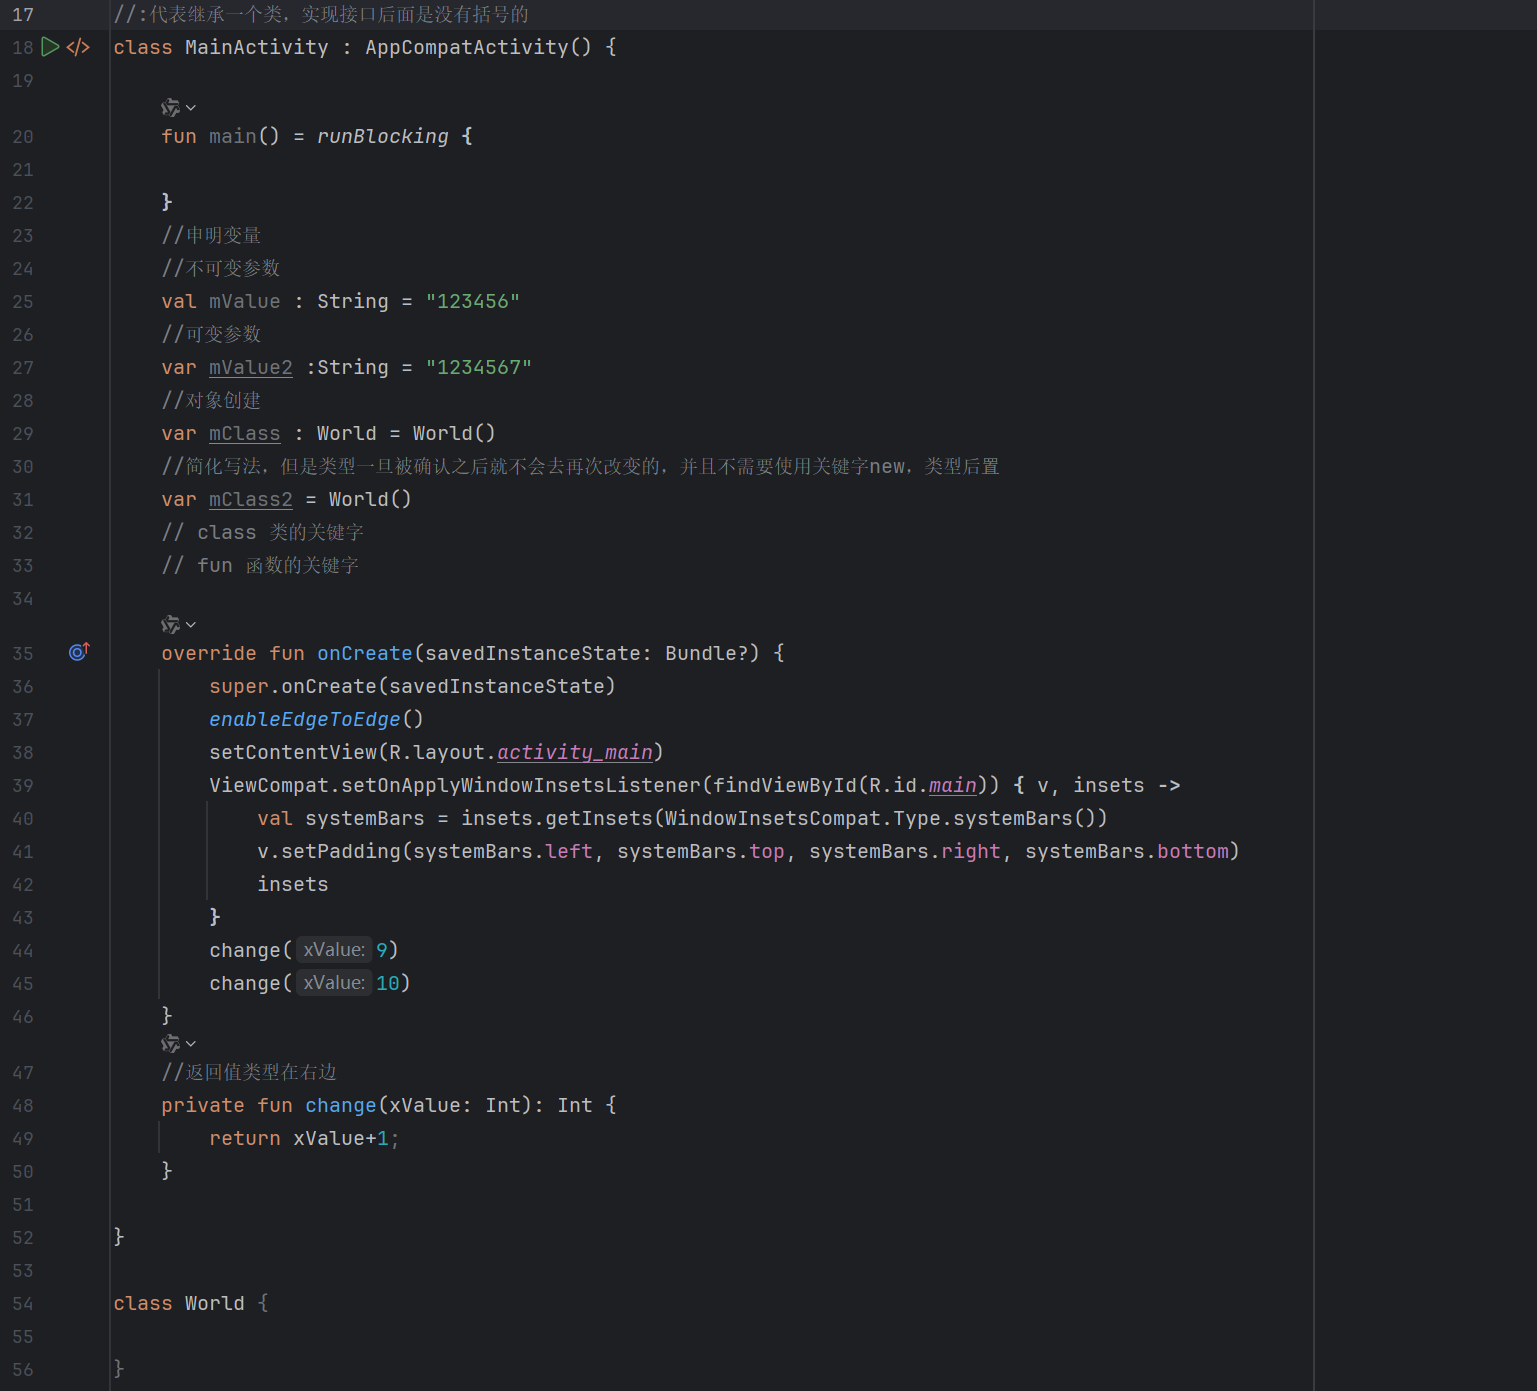 17 //:代表继承一个类，实现接口后面是没有括号的
18 class MainActivity : AppCompatActivity() {
19
20 fun main() = runBlocking {
21
22 }
23 //申明变量
24 //不可变参数
25 val mValue : String = "123456"
26 //可变参数
27 var mValue2 :String = "1234567"
28 //对象创建
29 var mClass : World = World()
30 //简化写法，但是类型一旦被确认之后就不会去再次改变的，并且不需要使用关键字new．类型后置
31 var mClass2 = World()
32 // class 类的关键字
33 // fun 函数的关键字
34
35 override fun onCreate(savedInstanceState: Bundle?) {
36 super.onCreate(savedInstanceState)
37 enableEdgeToEdge()
38 setContentView(R.layout.activity_main)
39 ViewCompat.setOnApplyWindowInsetsListener(findViewById(R.id.main)) { v, insets ->
40 val systemBars = insets.getInsets(WindowInsetsCompat.Type.systemBars())
41 v.setPadding(systemBars.left, systemBars.top, systemBars.right, systemBars.bottom)
42 insets
43 }
44 change( xValue: 9)
45 change( xValue: 10)
46 }
47 //返回值类型在右边
48 private fun change(xValue: Int): Int {
49 return xValue+1;
50 }
51
52 }
53
54 class World {
55
56 }